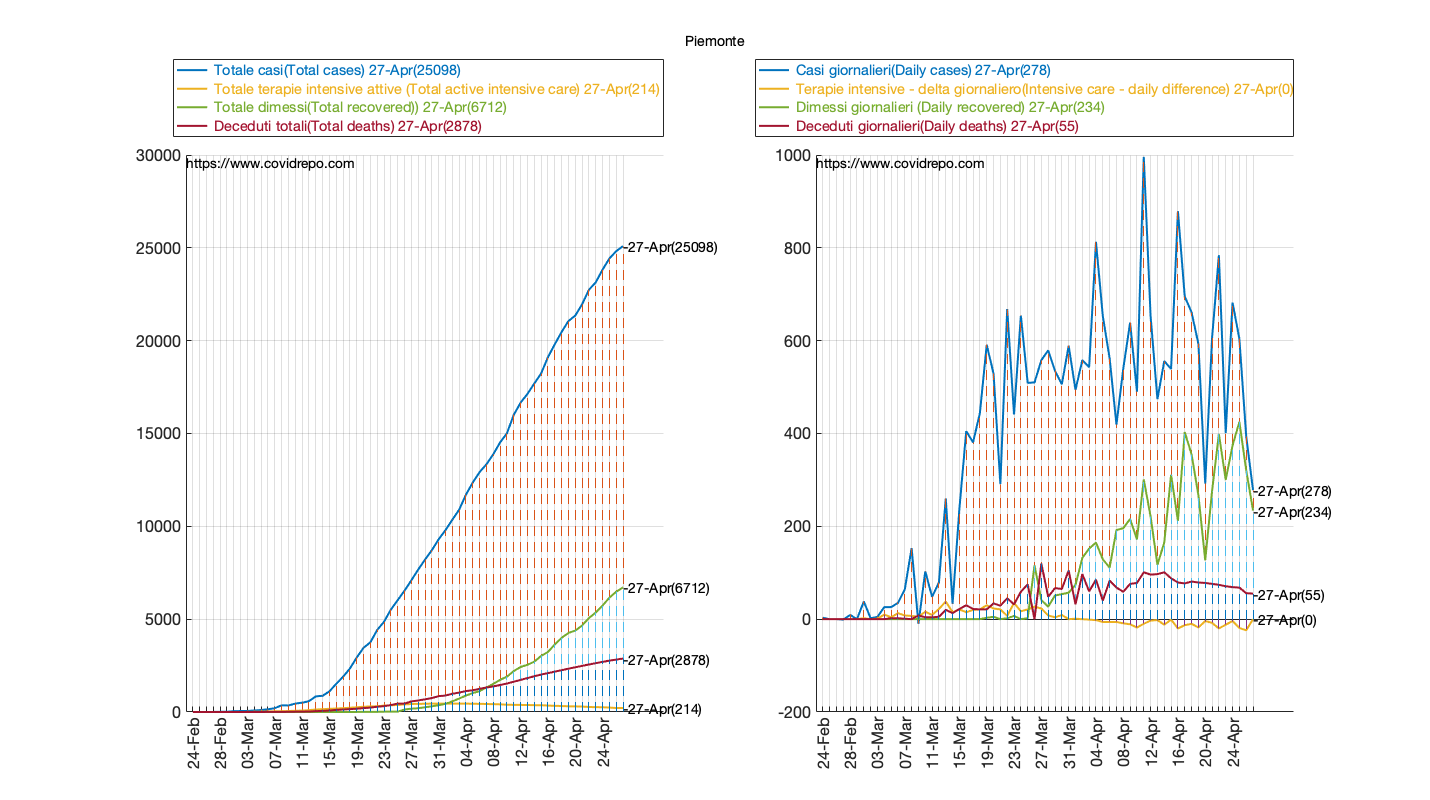 Piemonte
Totale casi(Total cases) 27-Apr(25098)
Totale terapie intensive attive (Total active intensive care) 27-Apr(214)
Totale dimessi(Total recovered)) 27-Apr(6712)
Deceduti totali(Total deaths) 27-Apr(2878)
30000
https://www.covidrepo.com
25000
27-Apr(25098)
20000
15000
10000
27-Apr(6712)
5000
27-Apr(2878)
27-Apr(214)
0
24-Feb
28-Feb
03-Mar
07-Mar
11-Mar
15-Mar
19-Mar
23-Mar
27-Mar
31-Mar
04-Apr
08-Apr
12-Apr
16-Apr
20-Apr
24-Apr
Casi giornalieri(Daily cases) 27-Apr(278)
Terapie intensive - delta giornaliero(Intensive care - daily difference) 27-Apr(0)
Dimessi giornalieri (Daily recovered) 27-Apr(234)
Deceduti giornalieri(Daily deaths) 27-Apr(55)
1000
https://www.covidrepo.com
800
600
400
27-Apr(278)
27-Apr(234)
200
27-Apr(55)
0
27-Apr(0)
-200
24-Feb
28-Feb
03-Mar
07-Mar
11-Mar
15-Mar
19-Mar
23-Mar
27-Mar
31-Mar
04-Apr
08-Apr
12-Apr
16-Apr
20-Apr
24-Apr